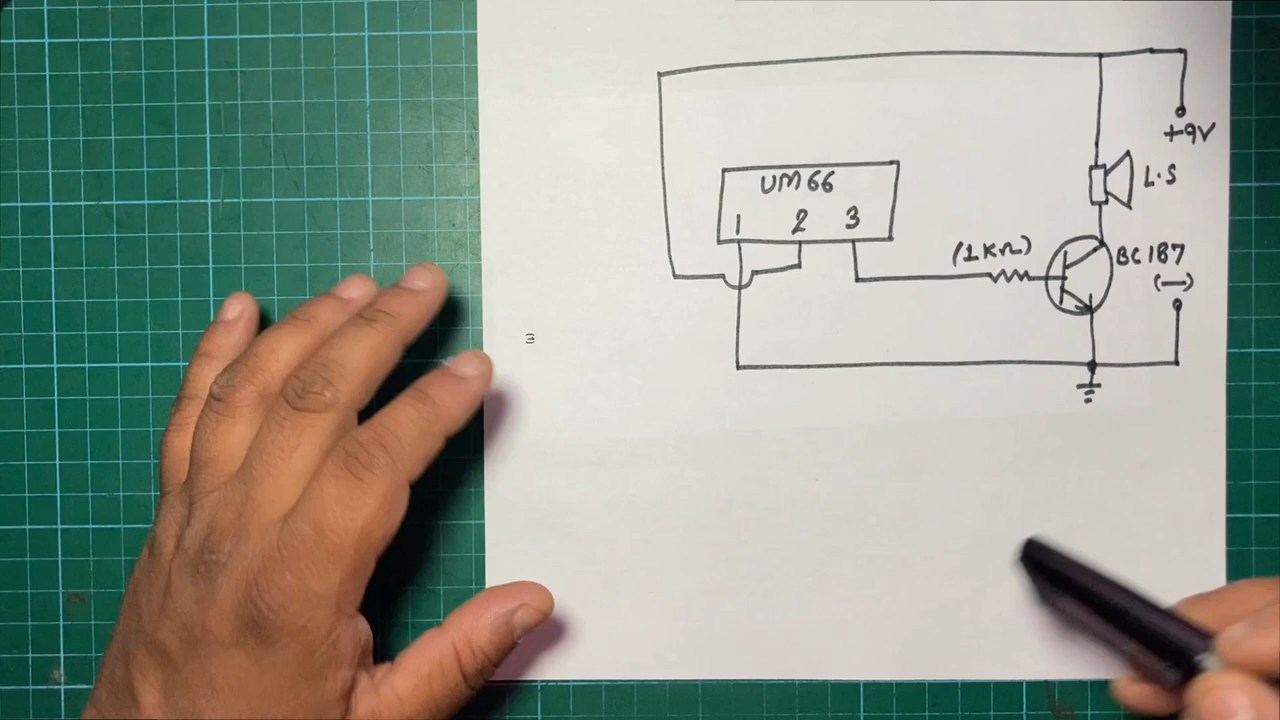 +9V
UM66
1 2 3
L.S
(1KΩ)
BC187
(—)